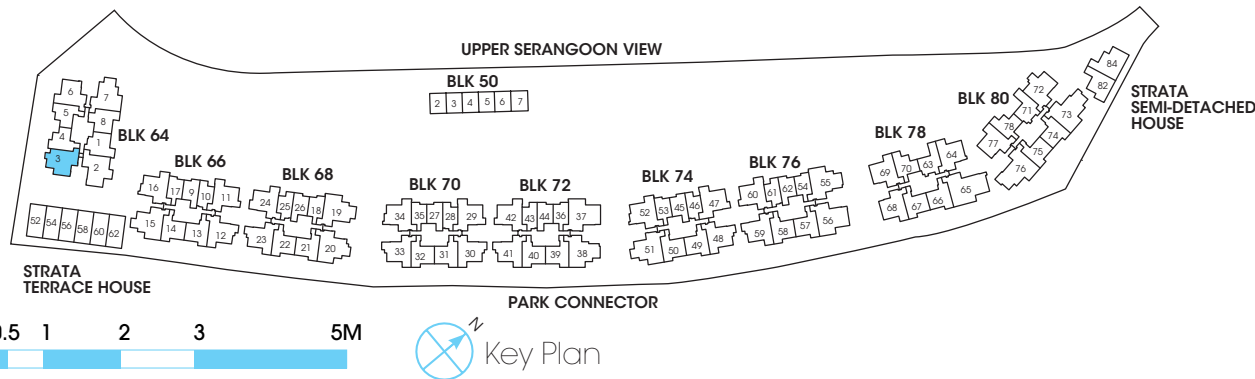 UPPER SERANGOON VIEW
BLK 50
2 3 4 5 6 7
BLK 64
6 7
5 8
4 1
3 2
BLK 66
16 17 9 10 11
15 14 13 12
BLK 68
24 25 26 18 19
23 22 21 20
BLK 70
34 35 27 28 29
33 32 31 30
BLK 72
42 43 44 36 37
41 40 39 38
BLK 74
52 53 45 46 47
51 50 49 48
BLK 76
60 61 62 54 55
59 58 57 56
BLK 78
69 70 63 64
68 67 66 65
BLK 80
72
71 73
78 74
77 75
76
84
82
STRATA
SEMI-DETACHED
HOUSE
52 54 56 58 60 62
STRATA
TERRACE HOUSE
PARK CONNECTOR
0.5 1 2 3 5M
N
Key Plan